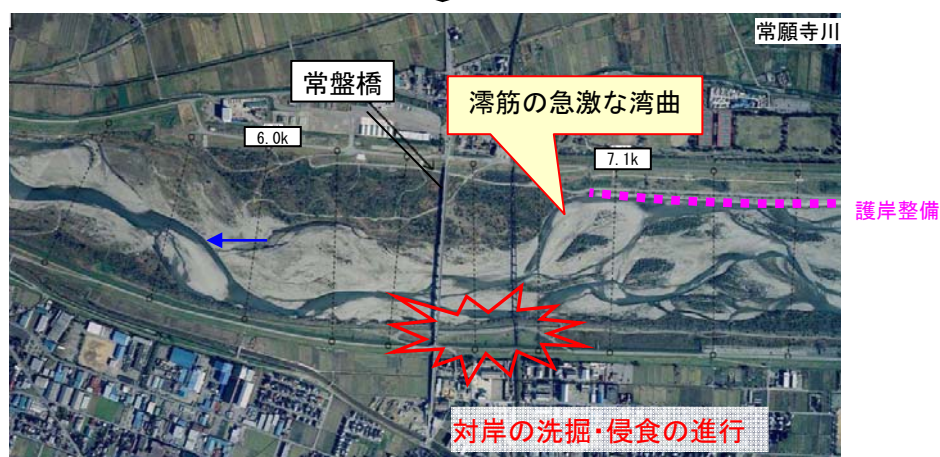 常願寺川
常盤橋
澪筋の急激な湾曲
6.0k
7.1k
護岸整備
対岸の洗掘・侵食の進行